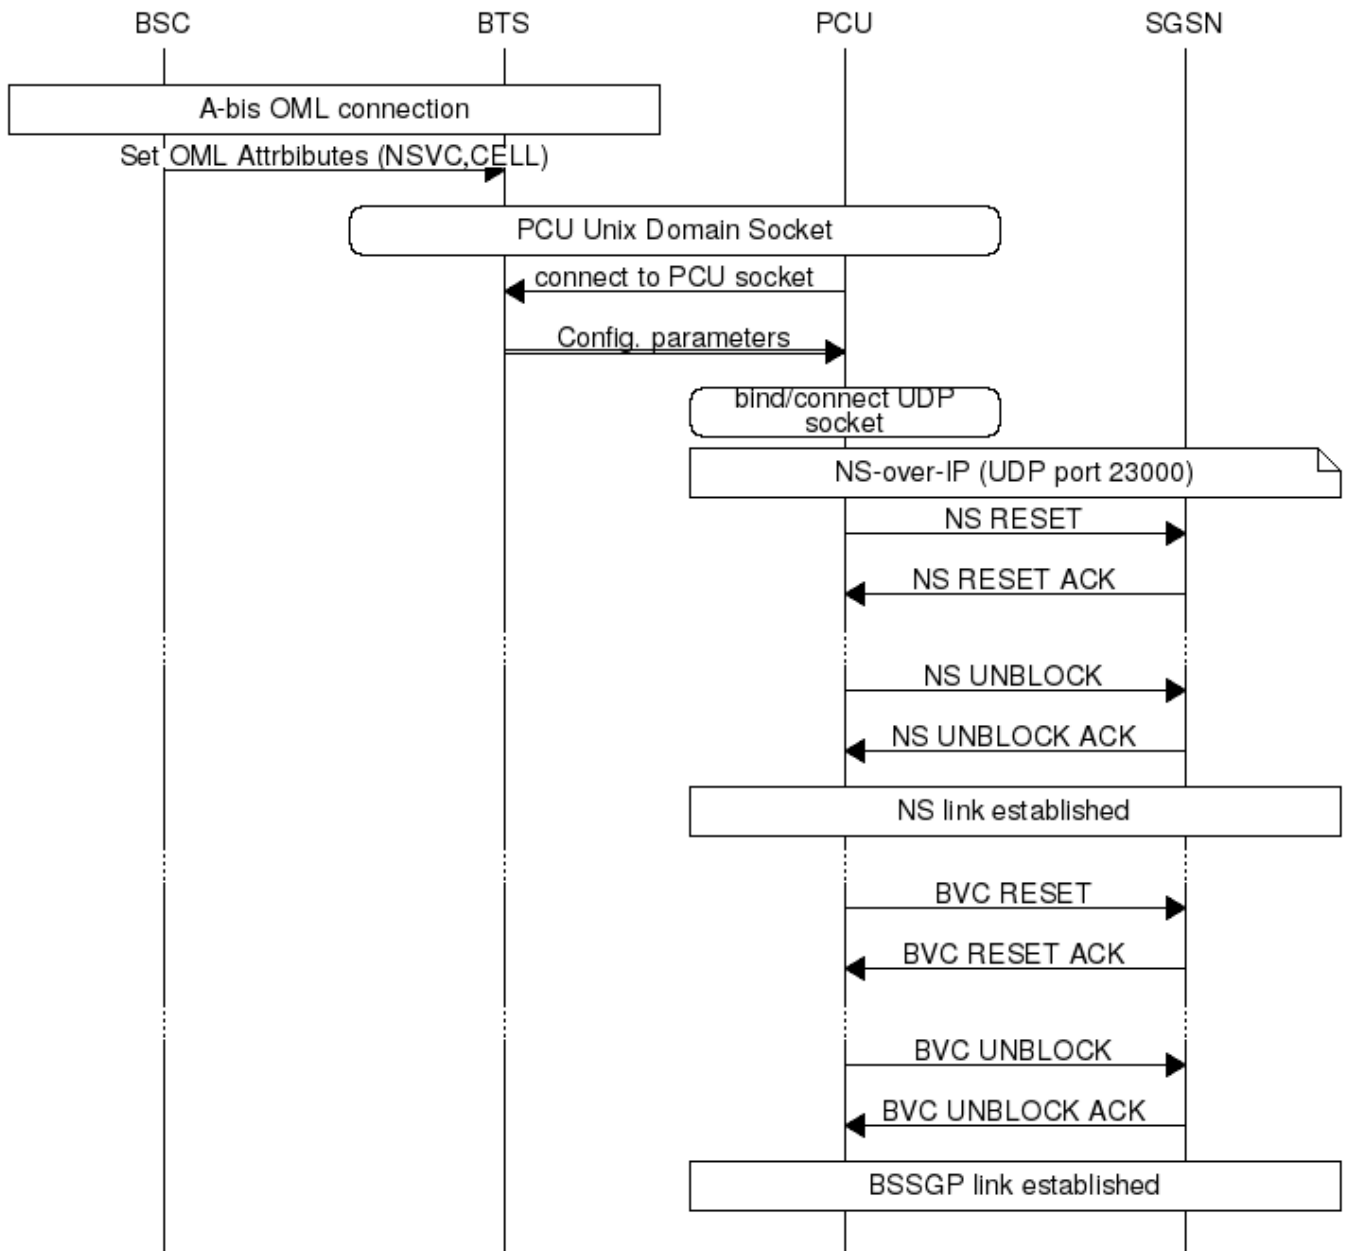 BSC BTS PCU SGSN
A-bis OML connection
Set OML Attrbibutes (NSVC,CELL)
PCU Unix Domain Socket
connect to PCU socket
Config. parameters
bind/connect UDP
socket
NS-over-IP (UDP port 23000)
NS RESET
NS RESET ACK
NS UNBLOCK
NS UNBLOCK ACK
NS link established
BVC RESET
BVC RESET ACK
BVC UNBLOCK
BVC UNBLOCK ACK
BSSGP link established